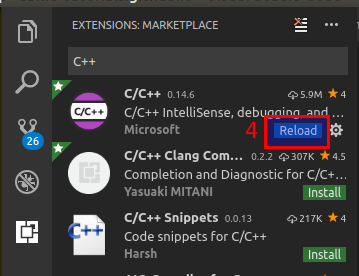 EXTENSIONS: MARKETPLACE
C++
C/C++ 0.14.6 5.9M ★ 4
C/C++ IntelliSense, debugging, and ...
Microsoft 4 Reload
26
C/C++ Clang Com... 0.2.2 307K ★ 4.5
Completion and Diagnostic for C/C...
Yasuaki MITANI Install
C/C++ Snippets 0.0.13 217K ★ 4
Code snippets for C/C++
Harsh Install